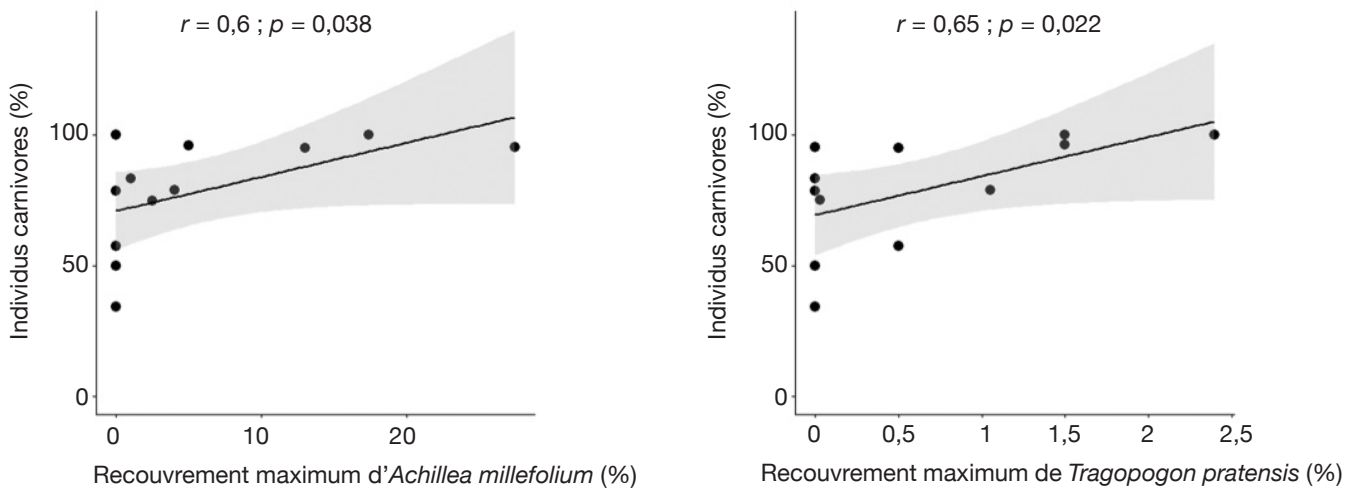 r = 0,6 ; p = 0,038
Individus carnivores (%)
100
50
0
0 10 20
Recouvrement maximum d'Achillea millefolium (%)
r = 0,65 ; p = 0,022
Individus carnivores (%)
100
50
0
0 0,5 1 1,5 2 2,5
Recouvrement maximum de Tragopogon pratensis (%)